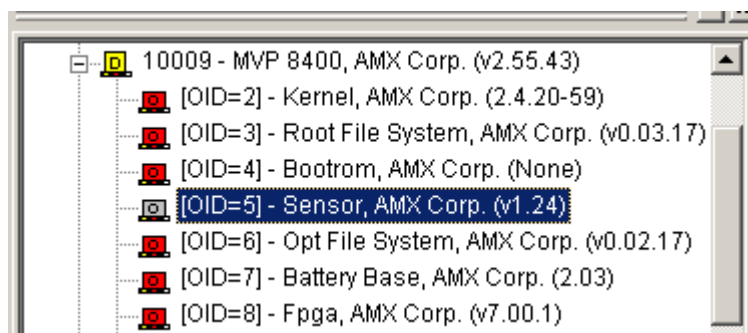 10009 - MVP 8400, AMX Corp. (v2.55.43)
[OID=2] - Kernel, AMX Corp. (2.4.20-59)
[OID=3] - Root File System, AMX Corp. (v0.03.17)
[OID=4] - Bootrom, AMX Corp. (None)
[OID=5] - Sensor, AMX Corp. (v1.24)
[OID=6] - Opt File System, AMX Corp. (v0.02.17)
[OID=7] - Battery Base, AMX Corp. (2.03)
[OID=8] - Fpga, AMX Corp. (v7.00.1)